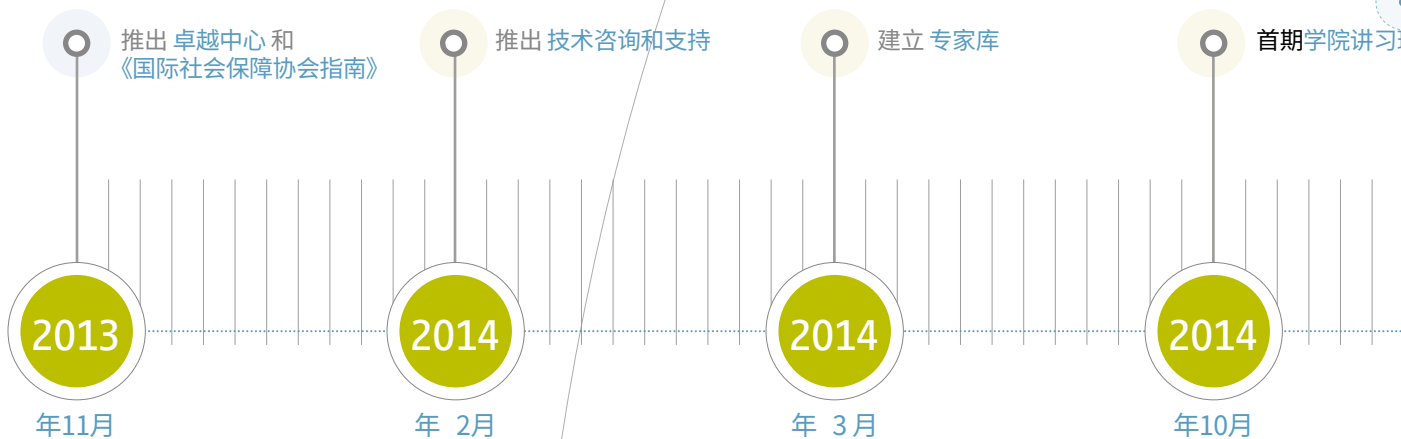 推出 卓越中心 和
《国际社会保障协会指南》
推出 技术咨询和支持
建立 专家库
首期学院讲习
2013
2014
2014
2014
年11月
年 2月
年 3 月
年10月